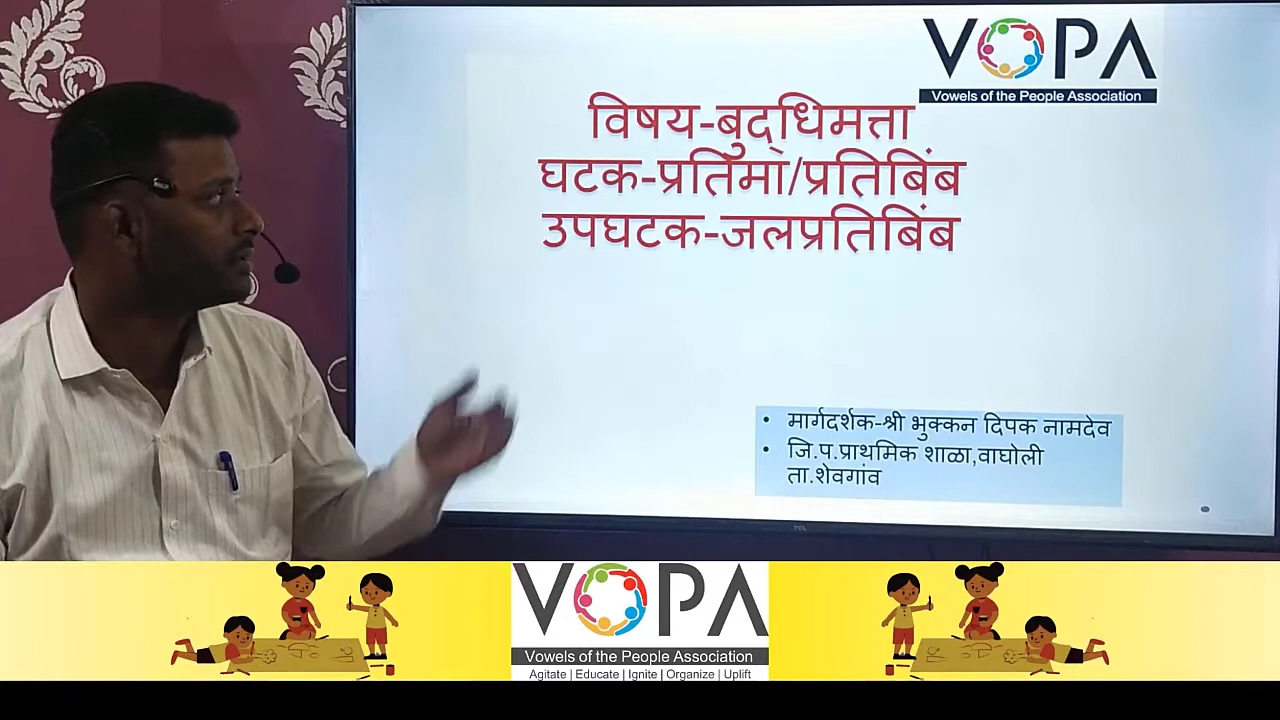 VOPA
Vowels of the People Association
विषय-बुद्धिमत्ता
घटक-प्रतिमा/प्रतिबिंब
उपघटक-जलप्रतिबिंब
• मार्गदर्शक-श्री भुक्कन दिपक नामदेव
• जि.प.प्राथमिक शाळा,वाघोली
ता.शेवगांव
VOPA
Vowels of the People Association
Agitate | Educate | Ignite | Organize | Uplift